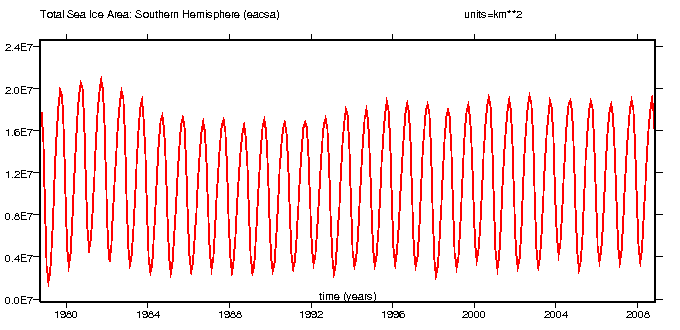 Total Sea Ice Area: Southern Hemisphere (eacsa) units=km**2
2.4E7
2.0E7
1.6E7
1.2E7
0.8E7
0.4E7
0.0E7
time (years)
1980 1984 1988 1992 1996 2000 2004 2008